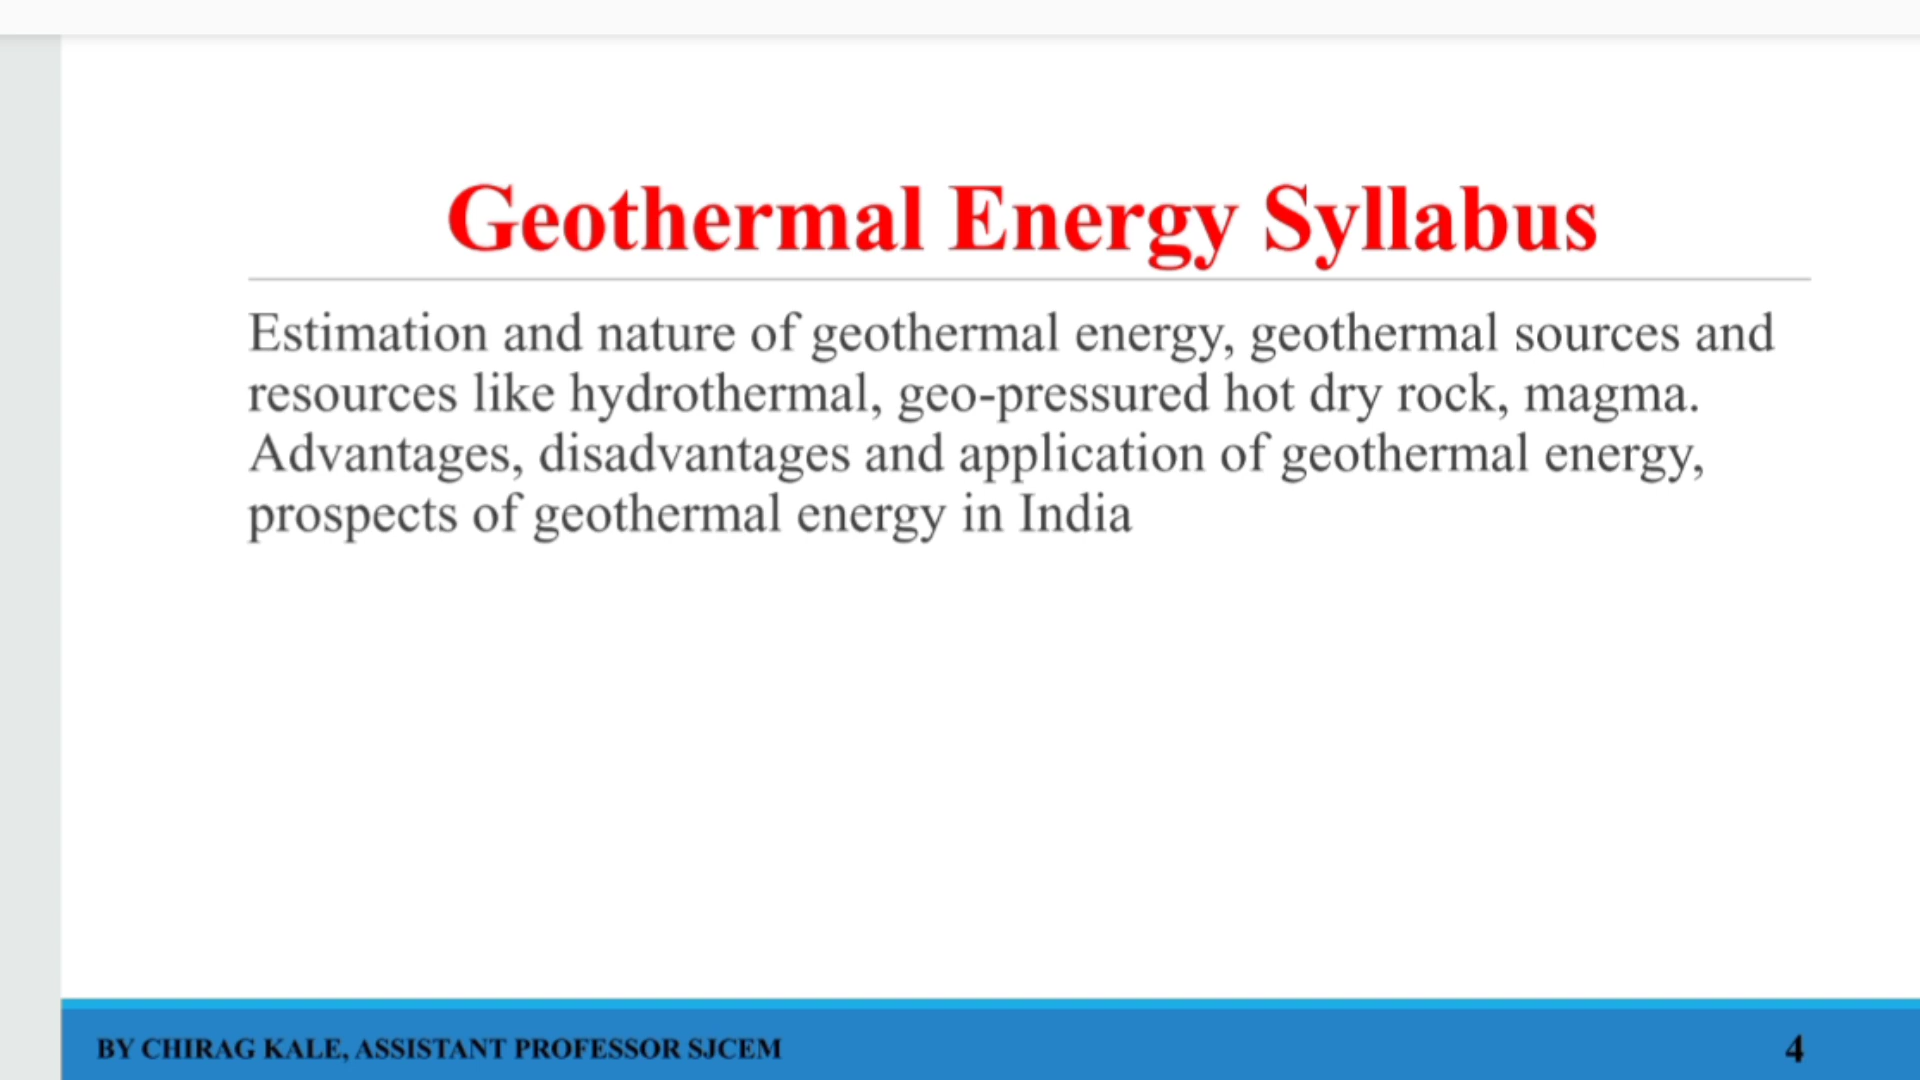 Geothermal Energy Syllabus
Estimation and nature of geothermal energy, geothermal sources and
resources like hydrothermal, geo-pressured hot dry rock, magma.
Advantages, disadvantages and application of geothermal energy,
prospects of geothermal energy in India
BY CHIRAG KALE, ASSISTANT PROFESSOR SJCEM
4